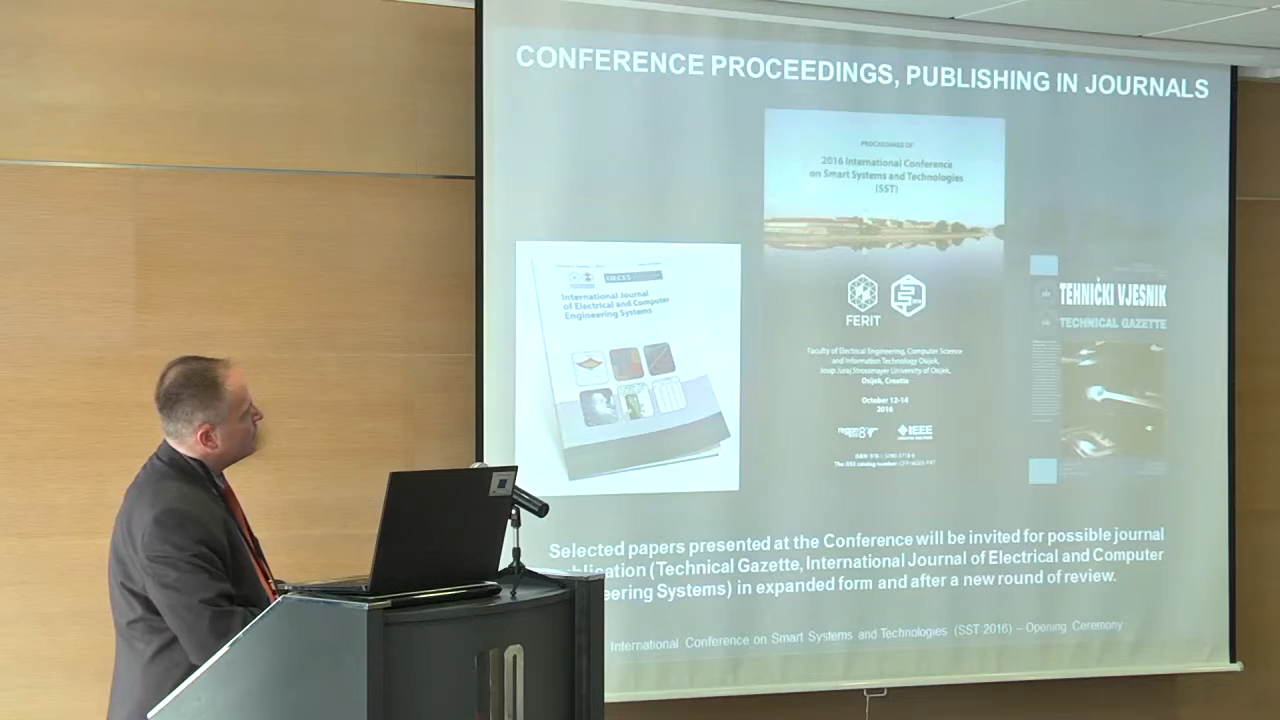 CONFERENCE PROCEEDINGS, PUBLISHING IN JOURNALS
PROCEEDINGS OF
2016 International Conference
on Smart Systems and Technologies
(SST)
International Journal
of Electrical and Computer
Engineering Systems
FERIT
Faculty of Electrical Engineering, Computer Science
and Information Technology Osijek,
Josip Juraj Strossmayer University of Osijek,
Osijek, Croatia
October 12-14
2016
region 8
IEEE
TEHNIČKI VJESNIK
TECHNICAL GAZETTE
Selected papers presented at the Conference will be invited for possible journal
blication (Technical Gazette, International Journal of Electrical and Computer
eering Systems) in expanded form and after a new round of review.
International Conference on Smart Systems and Technologies (SST 2016) – Opening Ceremony